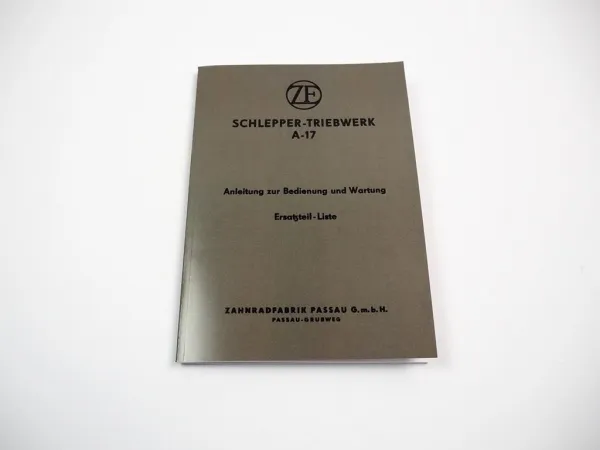 ZF
SCHLEPPER-TRIEBWERK
A-17
Anleitung zur Bedienung und Wartung
Ersatzteil-Liste
ZAHNRADFABRIK PASSAU G.m.b.H.
PASSAU-GRUBWEG